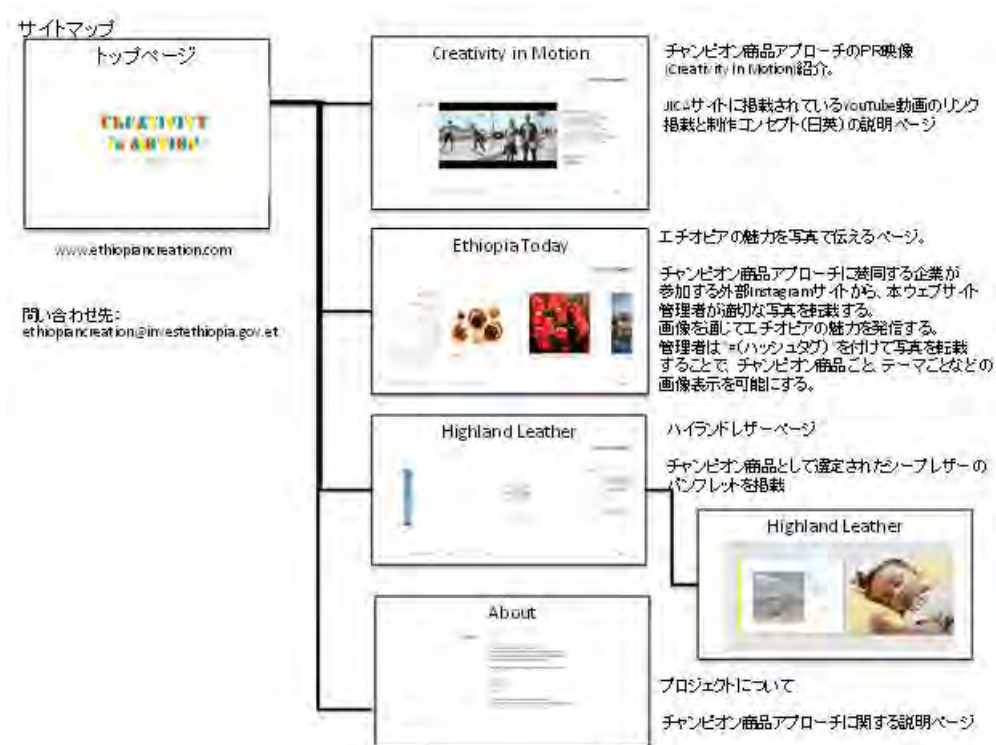 サイトマップ
トップページ
CREATIVITY
in MOTION
www.ethiopiancreation.com
問い合わせ先:
ethiopiancreation@investethiopia.gov.et
Creativity in Motion
チャンピオン商品アプローチのPR映像
(Creativity In Motion)紹介。
JICAサイトに掲載されているYouTube動画のリンク
掲載と制作コンセプト(日英)の説明ページ
Ethiopia Today
エチオピアの魅力を写真で伝えるページ。
チャンピオン商品アプローチに賛同する企業が
参加する外部Instagramサイトから、本ウェブサイト
管理者が適切な写真を転載する。
画像を通じてエチオピアの魅力を発信する。
管理者は"#(ハッシュタグ)"を付けて写真を転載
することで、チャンピオン商品ごと、テーマごとなどの
画像表示を可能にする。
Highland Leather
ハイランドレザーページ
チャンピオン商品として選定されたシープレザーの
パンフレットを掲載
Highland Leather
About
プロジェクトについて
チャンピオン商品アプローチに関する説明ページ